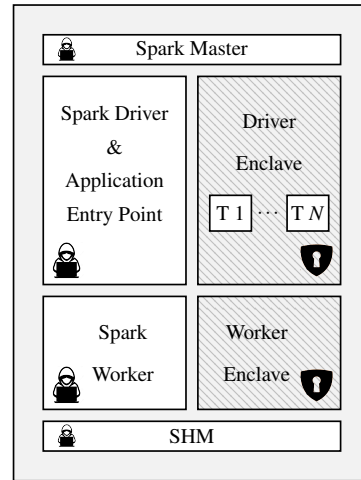 Spark Master
Spark Driver
&
Application
Entry Point
Driver
Enclave
T 1 ··· T N
Spark
Worker
Worker
Enclave
SHM